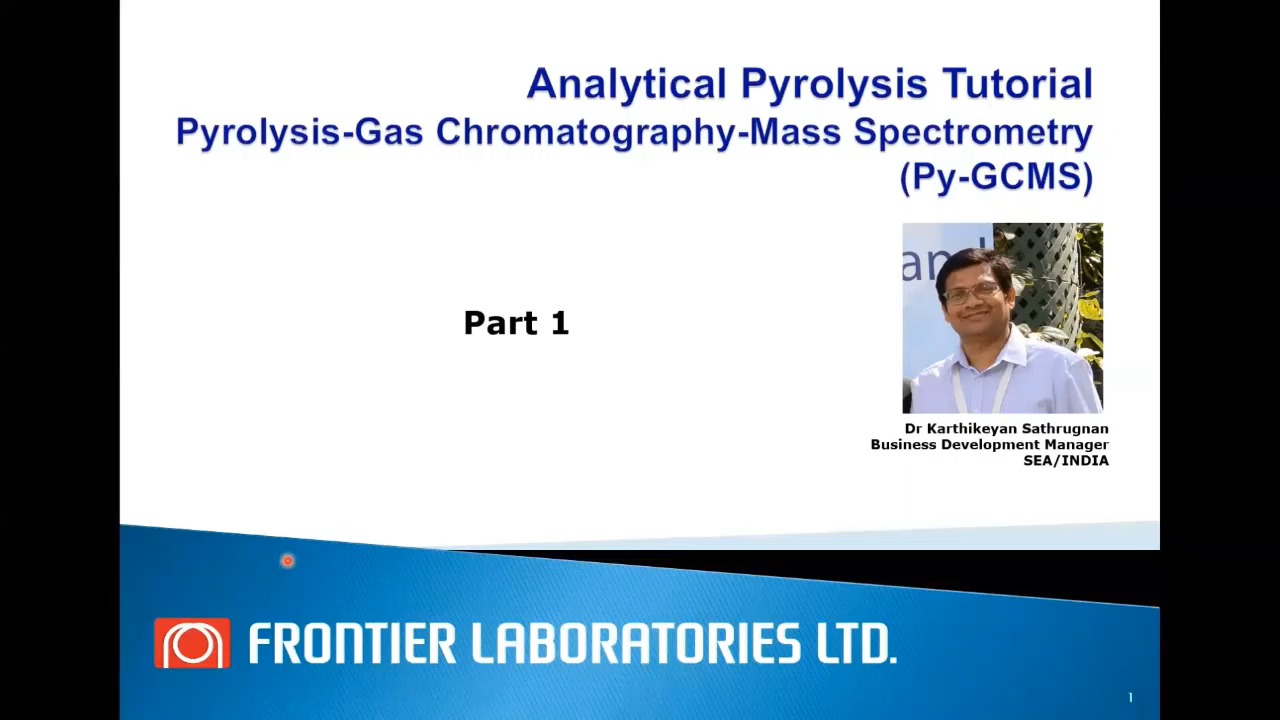 Analytical Pyrolysis Tutorial
Pyrolysis-Gas Chromatography-Mass Spectrometry
(Py-GCMS)
Part 1
Dr Karthikeyan Sathrugnan
Business Development Manager
SEA/INDIA
FRONTIER LABORATORIES LTD.
1